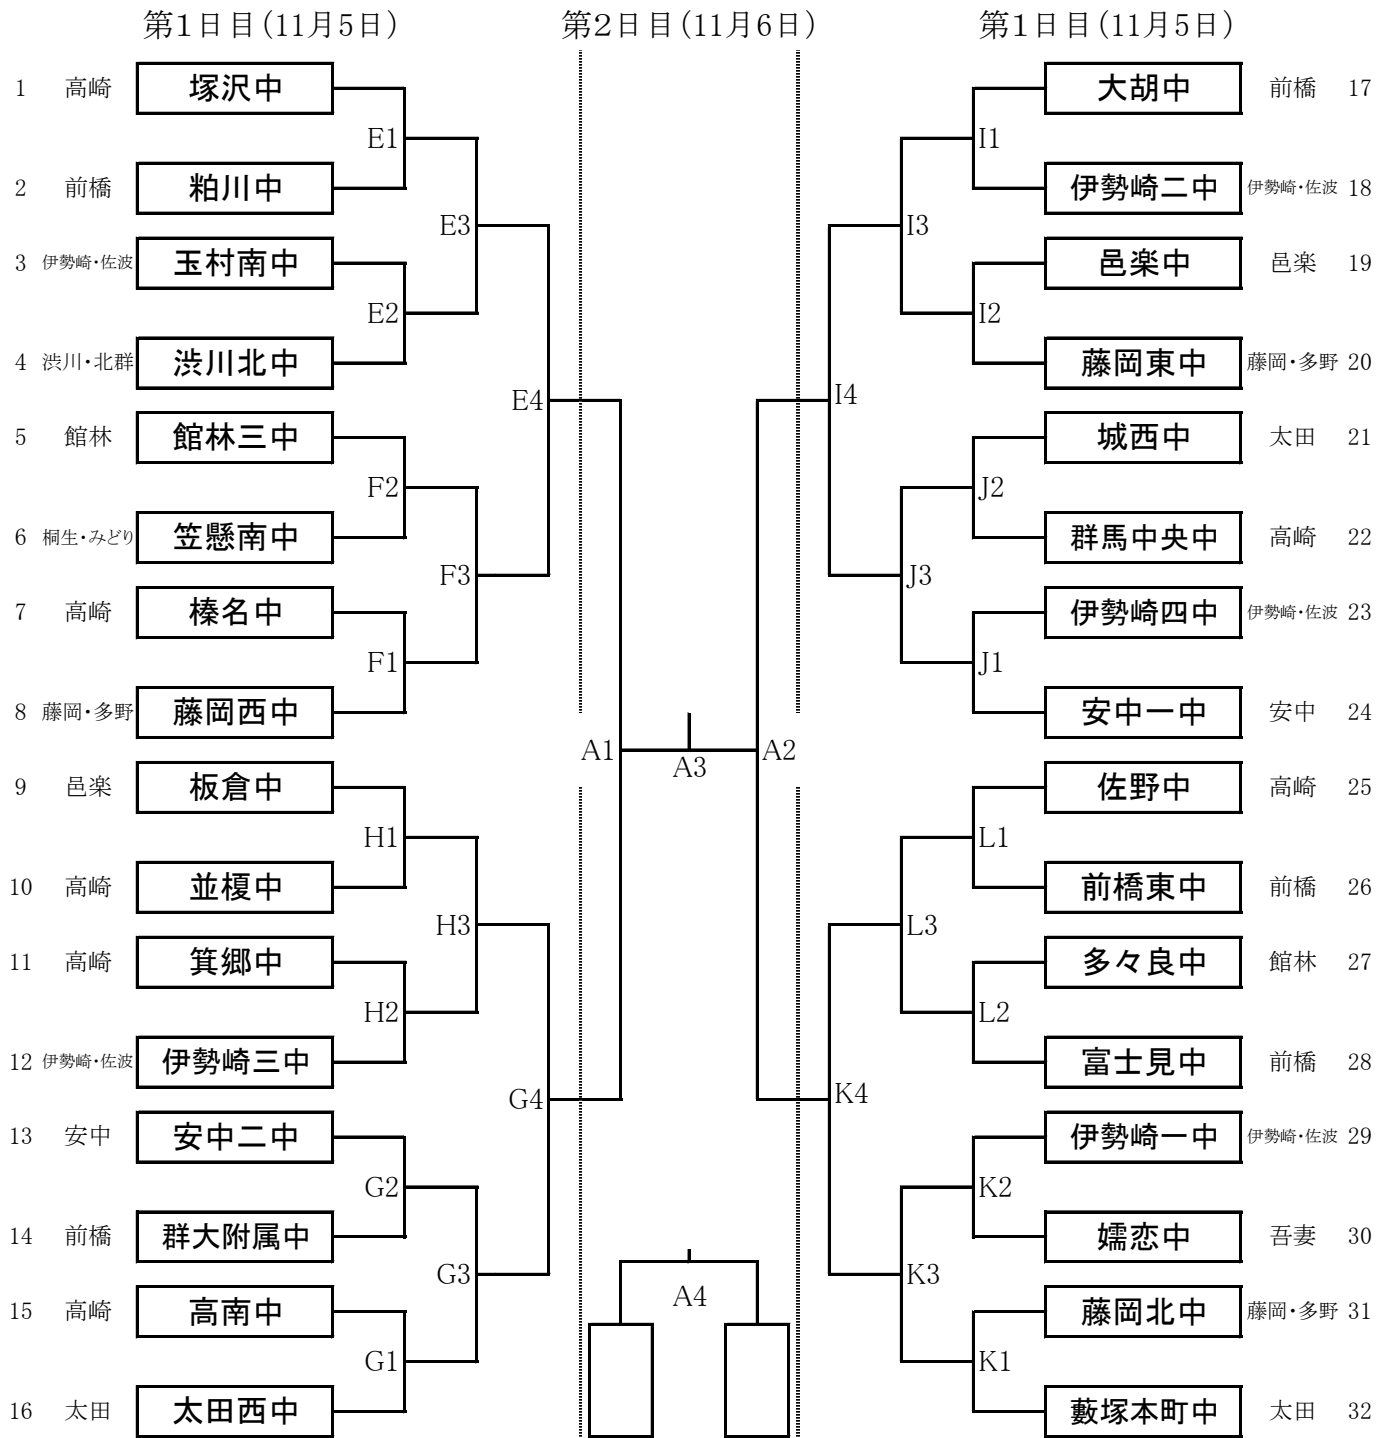 第1日目(11月5日) 第2日目(11月6日) 第1日目(11月5日)
1 高崎 塚沢中 大胡中 前橋 17
E1 I1
2 前橋 粕川中 伊勢崎二中 伊勢崎・佐波 18
E3 I3
3 伊勢崎・佐波 玉村南中 邑楽中 邑楽 19
E2 I2
4 渋川・北群 渋川北中 藤岡東中 藤岡・多野 20
E4 I4
5 館林 館林三中 城西中 太田 21
F2 J2
6 桐生・みどり 笠懸南中 群馬中央中 高崎 22
F3 J3
7 高崎 榛名中 伊勢崎四中 伊勢崎・佐波 23
F1 J1
8 藤岡・多野 藤岡西中 安中一中 安中 24
A1 A3 A2
9 邑楽 板倉中 佐野中 高崎 25
H1 L1
10 高崎 並榎中 前橋東中 前橋 26
H3 L3
11 高崎 箕郷中 多々良中 館林 27
H2 L2
12 伊勢崎・佐波 伊勢崎三中 富士見中 前橋 28
G4 K4
13 安中 安中二中 伊勢崎一中 伊勢崎・佐波 29
G2 K2
14 前橋 群大附属中 嬬恋中 吾妻 30
G3 K3
15 高崎 高南中 A4 藤岡北中 藤岡・多野 31
G1 K1
16 太田 太田西中 藪塚本町中 太田 32